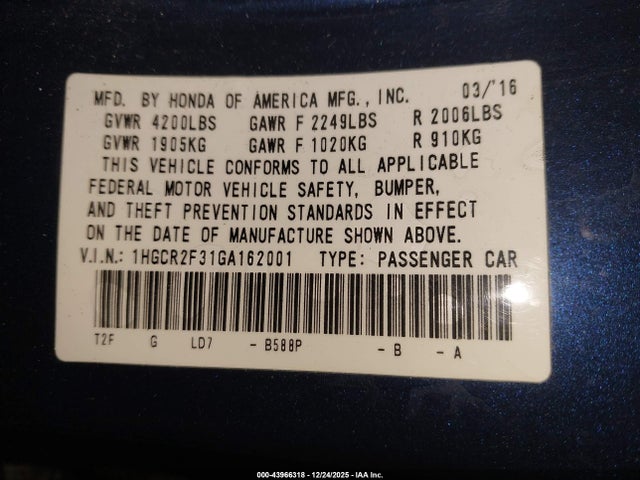 MFD. BY HONDA OF AMERICA MFG., INC. 03/'16
GVWR 4200LBS GAWR F 2249LBS R 2006LBS
GVWR 1905KG GAWR F 1020KG R 910KG
THIS VEHICLE CONFORMS TO ALL APPLICABLE
FEDERAL MOTOR VEHICLE SAFETY, BUMPER,
AND THEFT PREVENTION STANDARDS IN EFFECT
ON THE DATE OF MANUFACTURE SHOWN ABOVE.
V.I.N.: 1HGCR2F31GA162001 TYPE: PASSENGER CAR
T2F G LD7 - B588P - B - A
000-43966318 - 12/24/2025 - IAA Inc.